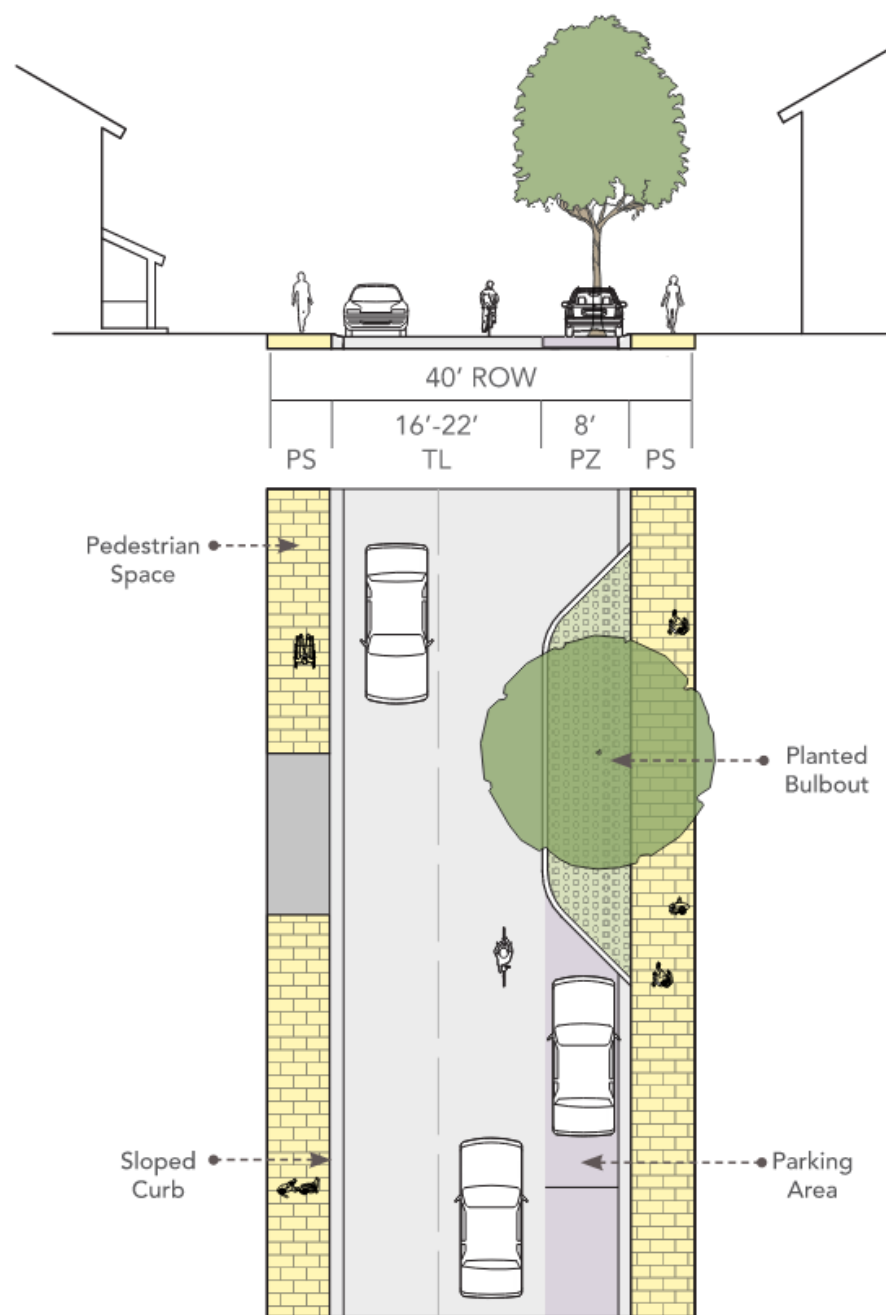 40' ROW
16'-22' 8'
PS TL PZ PS
Pedestrian
Space
Planted
Bulbout
Sloped
Curb
Parking
Area